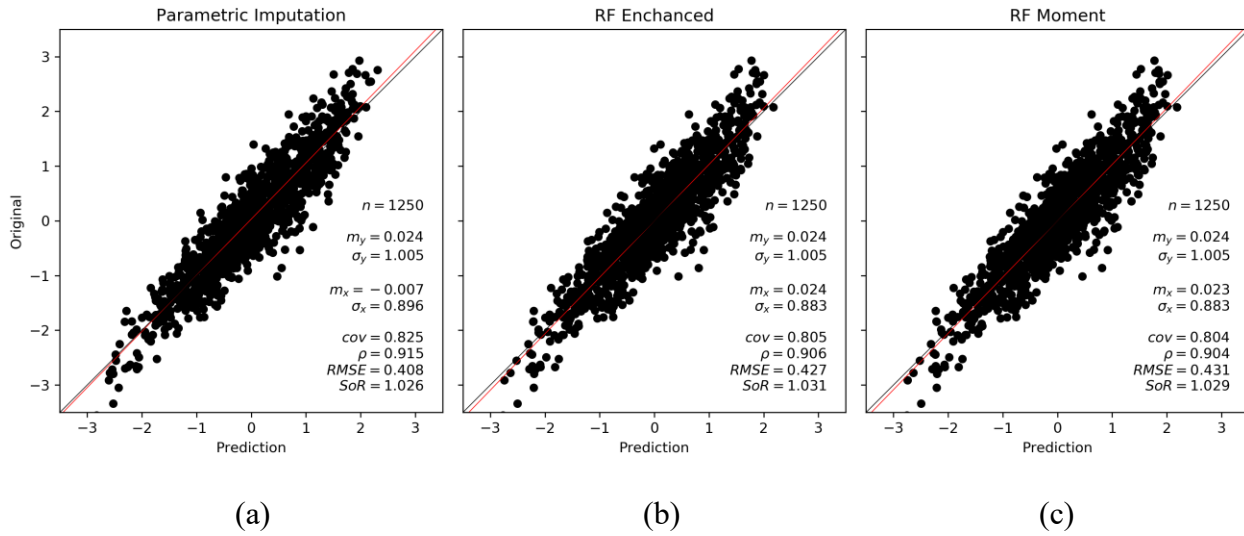 Parametric Imputation
Original
3
2
1
0
−1
−2
−3
n = 1250
m_y = 0.024
σ_y = 1.005
m_x = −0.007
σ_x = 0.896
cov = 0.825
ρ = 0.915
RMSE = 0.408
SoR = 1.026
−3 −2 −1 0 1 2 3
Prediction
(a)
RF Enchanced
n = 1250
m_y = 0.024
σ_y = 1.005
m_x = 0.024
σ_x = 0.883
cov = 0.805
ρ = 0.906
RMSE = 0.427
SoR = 1.031
−3 −2 −1 0 1 2 3
Prediction
(b)
RF Moment
n = 1250
m_y = 0.024
σ_y = 1.005
m_x = 0.023
σ_x = 0.883
cov = 0.804
ρ = 0.904
RMSE = 0.431
SoR = 1.029
−3 −2 −1 0 1 2 3
Prediction
(c)